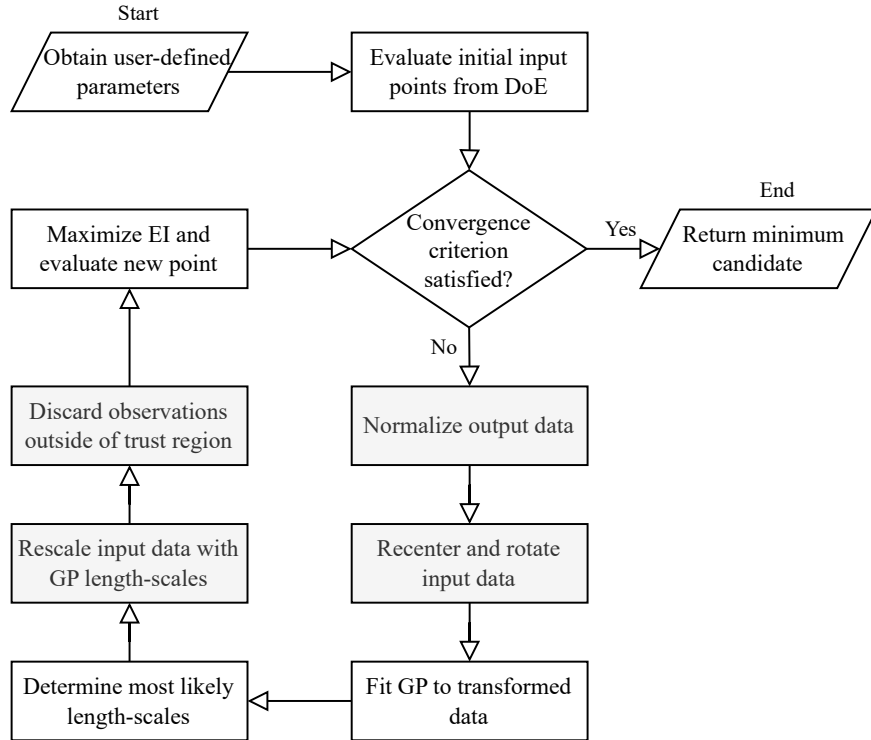 Start
Obtain user-defined
parameters
Evaluate initial input
points from DoE
Convergence
criterion
satisfied?
Yes
End
Return minimum
candidate
No
Normalize output data
Recenter and rotate
input data
Fit GP to transformed
data
Determine most likely
length-scales
Rescale input data with
GP length-scales
Discard observations
outside of trust region
Maximize EI and
evaluate new point